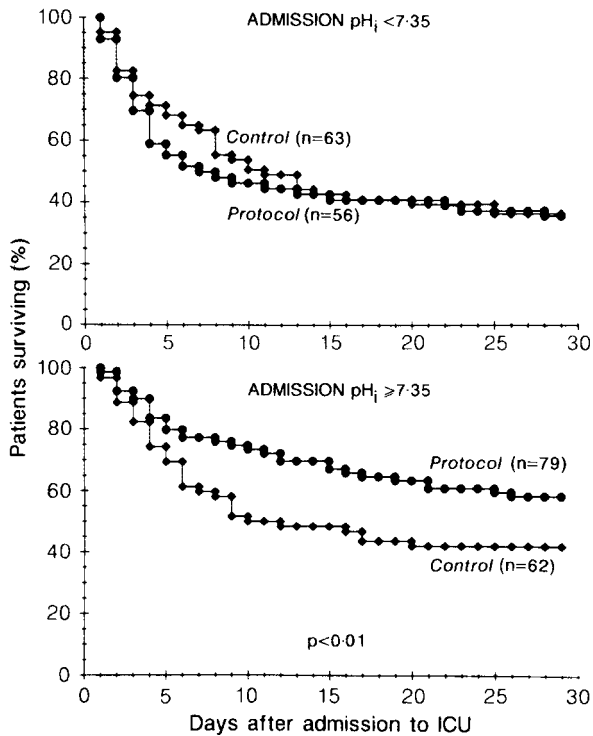 ADMISSION pHi <7·35
100
80
60
40
20
0
Control (n=63)
Protocol (n=56)
0 5 10 15 20 25 30
Patients surviving (%)
ADMISSION pHi ⩾7·35
100
80
60
40
20
0
Protocol (n=79)
Control (n=62)
p<0·01
0 5 10 15 20 25 30
Days after admission to ICU